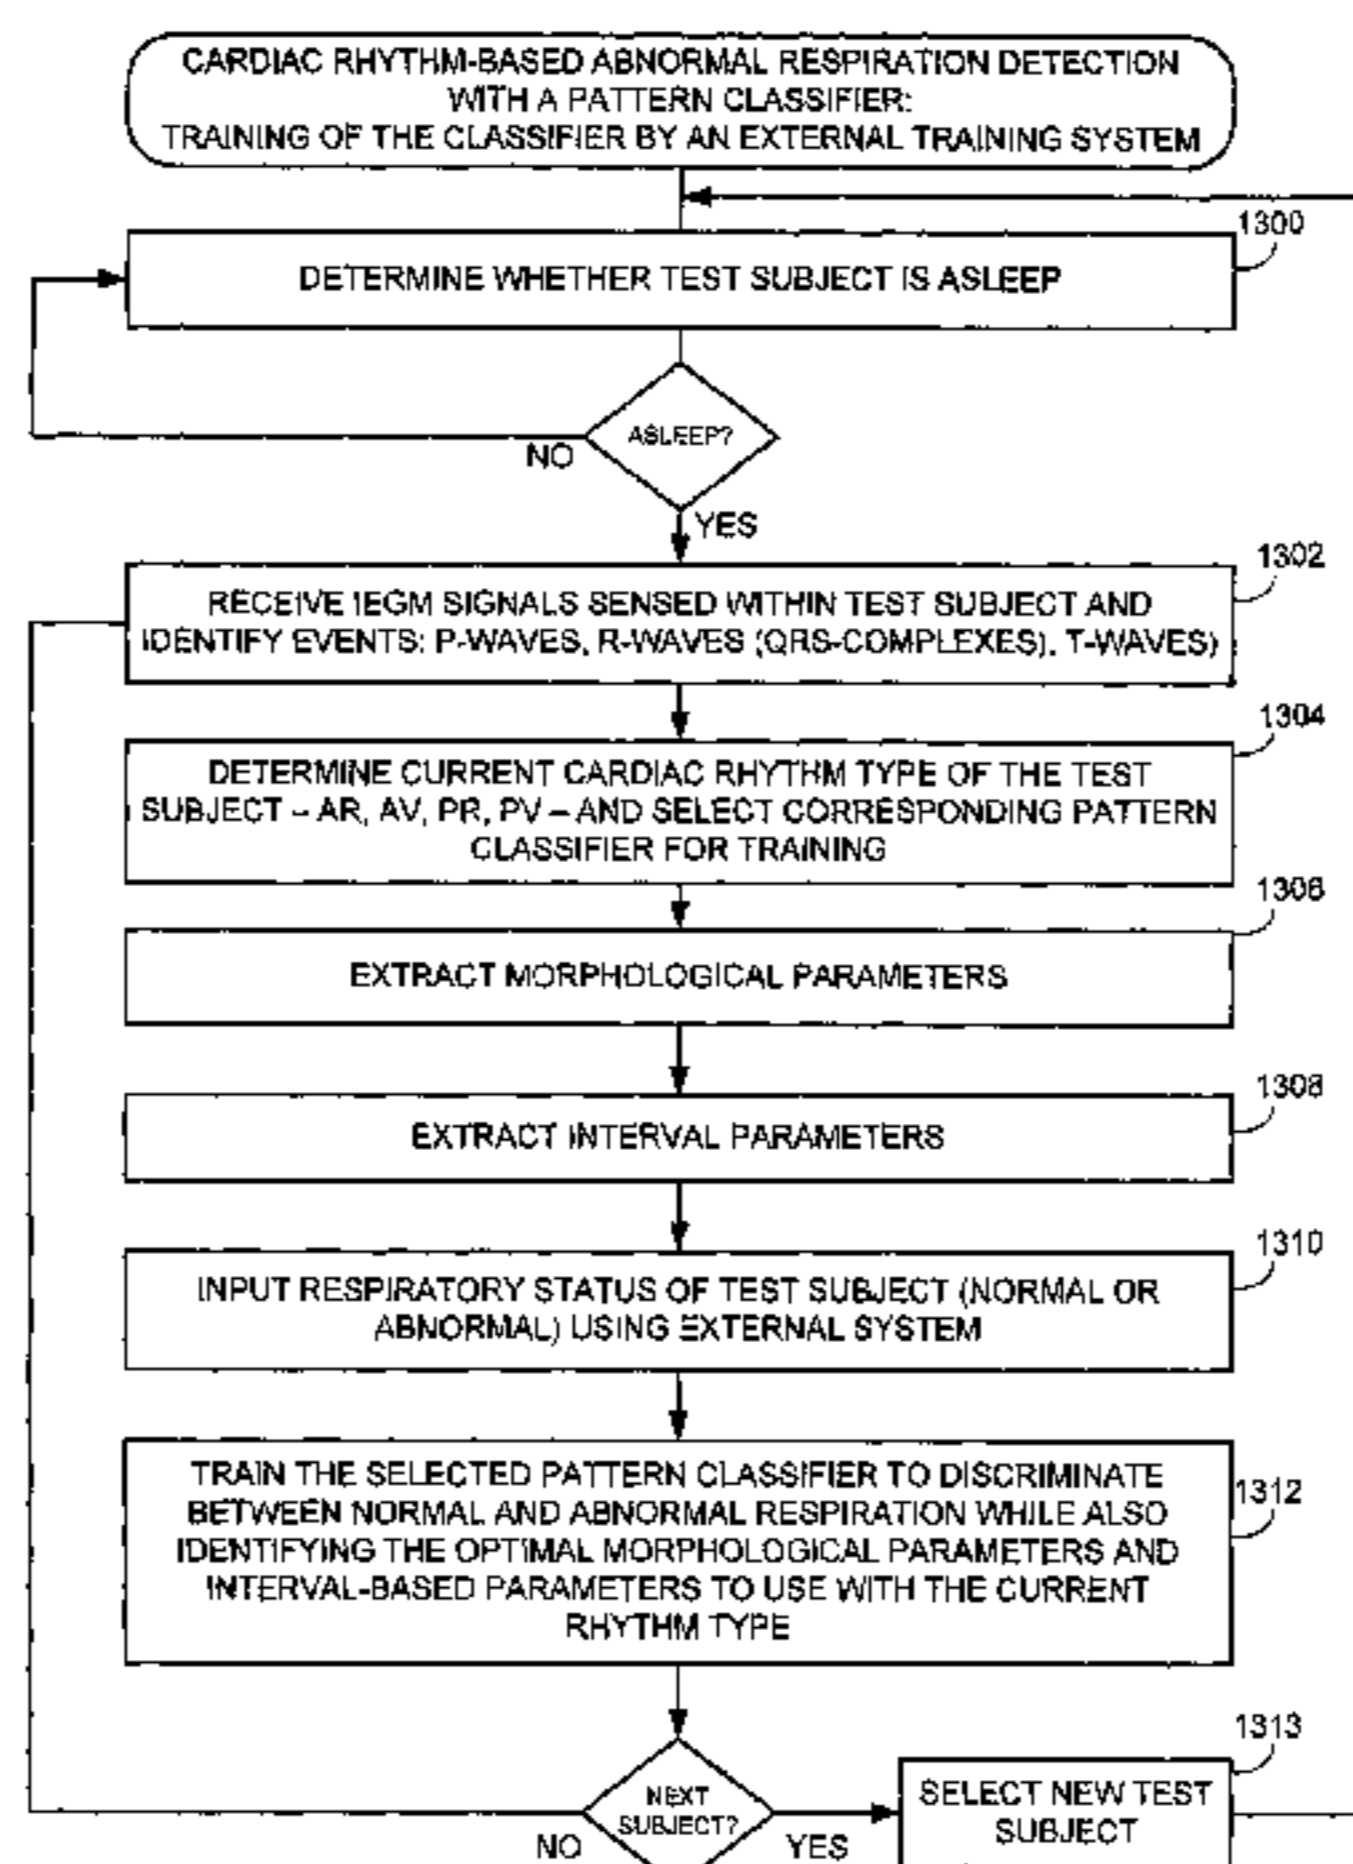 CARDIAC RHYTHM-BASED ABNORMAL RESPIRATION DETECTION
WITH A PATTERN CLASSIFIER:
TRAINING OF THE CLASSIFIER BY AN EXTERNAL TRAINING SYSTEM
1300
DETERMINE WHETHER TEST SUBJECT IS ASLEEP
ASLEEP?
NO
YES
1302
RECEIVE IEGM SIGNALS SENSED WITHIN TEST SUBJECT AND
IDENTIFY EVENTS: P-WAVES, R-WAVES (QRS-COMPLEXES), T-WAVES)
1304
DETERMINE CURRENT CARDIAC RHYTHM TYPE OF THE TEST
SUBJECT – AR, AV, PR, PV – AND SELECT CORRESPONDING PATTERN
CLASSIFIER FOR TRAINING
1306
EXTRACT MORPHOLOGICAL PARAMETERS
1308
EXTRACT INTERVAL PARAMETERS
1310
INPUT RESPIRATORY STATUS OF TEST SUBJECT (NORMAL OR
ABNORMAL) USING EXTERNAL SYSTEM
1312
TRAIN THE SELECTED PATTERN CLASSIFIER TO DISCRIMINATE
BETWEEN NORMAL AND ABNORMAL RESPIRATION WHILE ALSO
IDENTIFYING THE OPTIMAL MORPHOLOGICAL PARAMETERS AND
INTERVAL-BASED PARAMETERS TO USE WITH THE CURRENT
RHYTHM TYPE
1313
NEXT
SUBJECT?
NO
YES
SELECT NEW TEST
SUBJECT